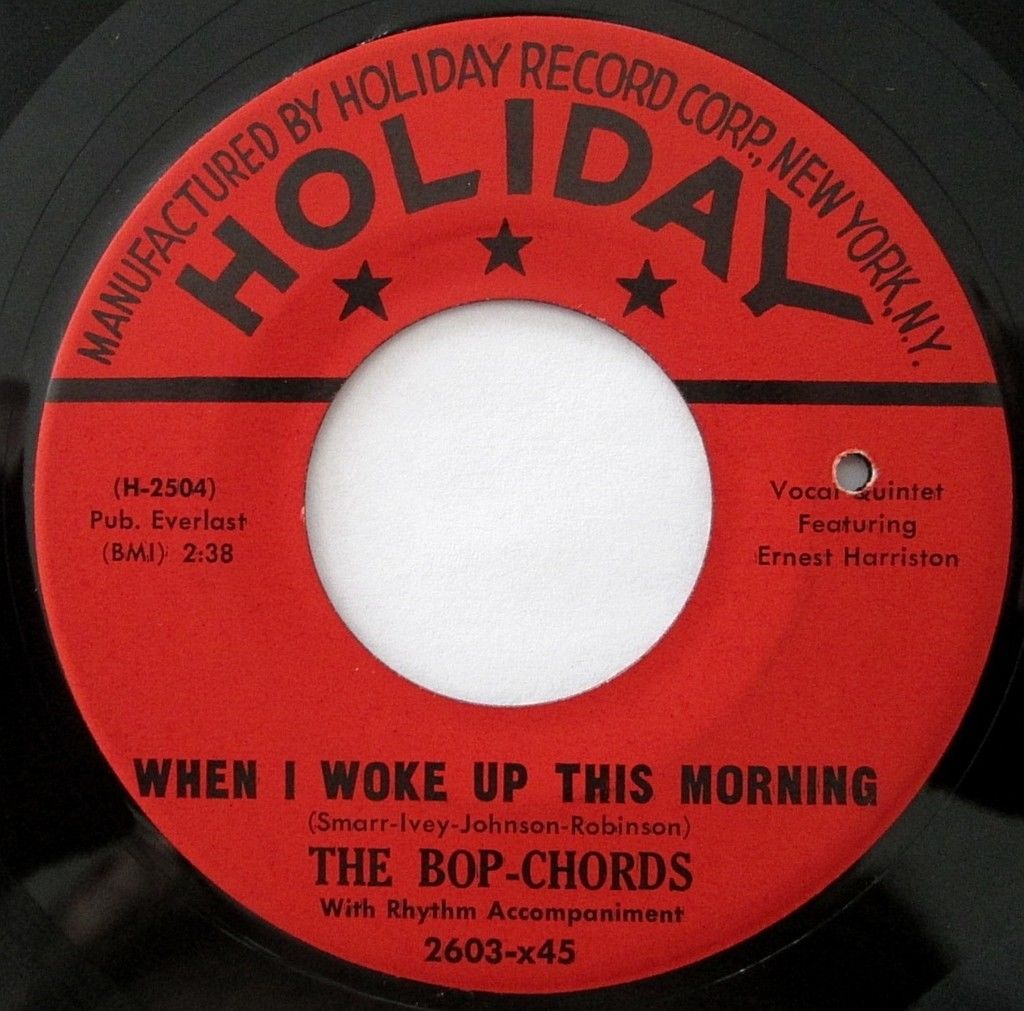 MANUFACTURED BY HOLIDAY RECORD CORP., NEW YORK, N.Y.
HOLIDAY
(H-2504)
Pub. Everlast
(BMI) 2:38
Vocal Quintet
Featuring
Ernest Harriston
WHEN I WOKE UP THIS MORNING
(Smarr-Ivey-Johnson-Robinson)
THE BOP-CHORDS
With Rhythm Accompaniment
2603-x45